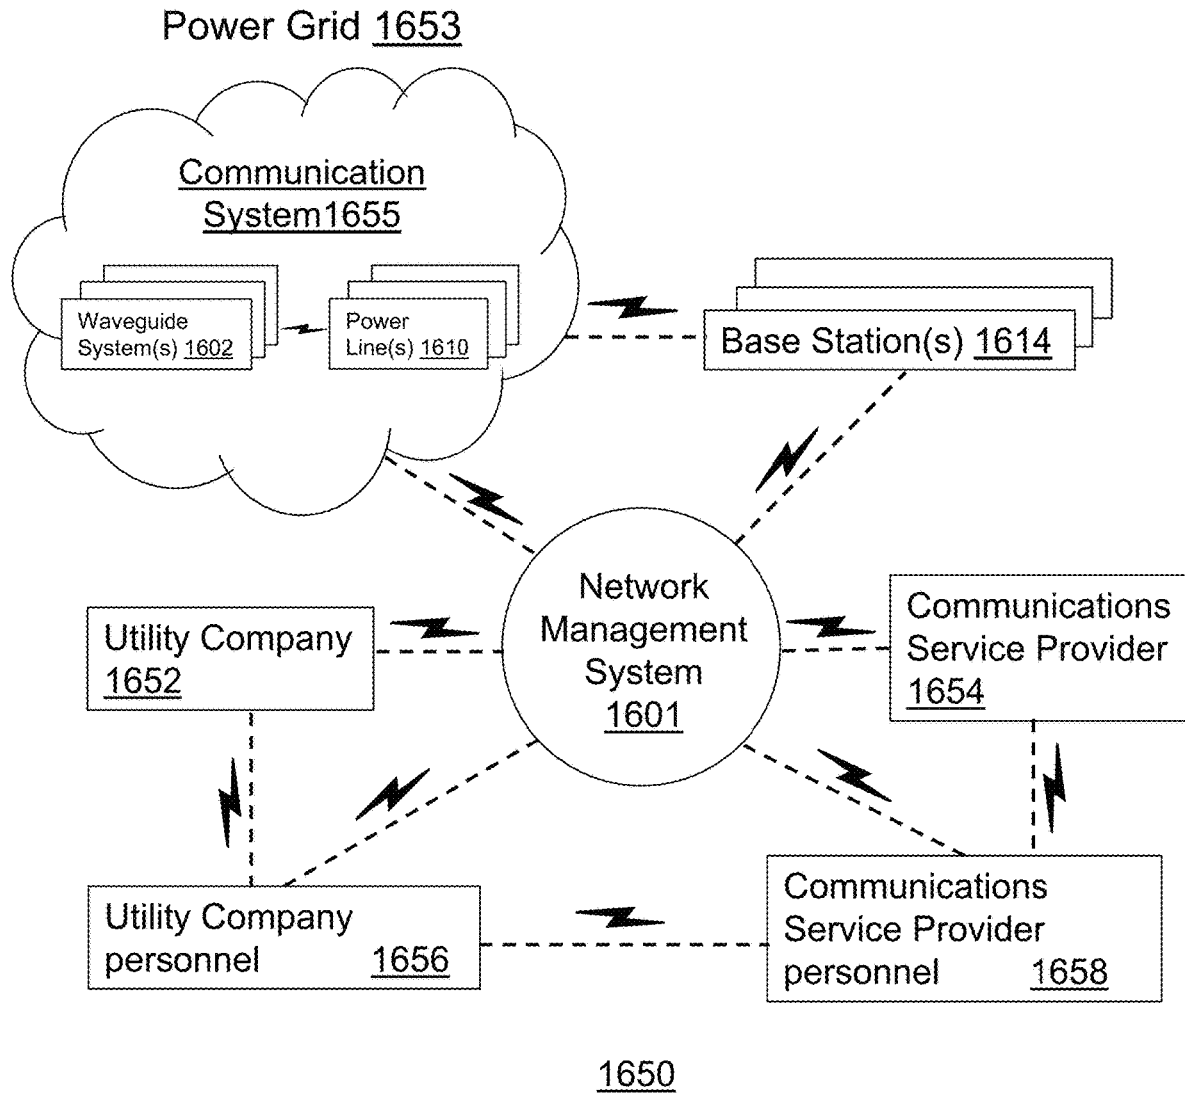 Power Grid 1653
Communication
System1655
Waveguide
System(s) 1602
Power
Line(s) 1610
Base Station(s) 1614
Network
Management
System
1601
Utility Company
1652
Communications
Service Provider
1654
Utility Company
personnel 1656
Communications
Service Provider
personnel 1658
1650